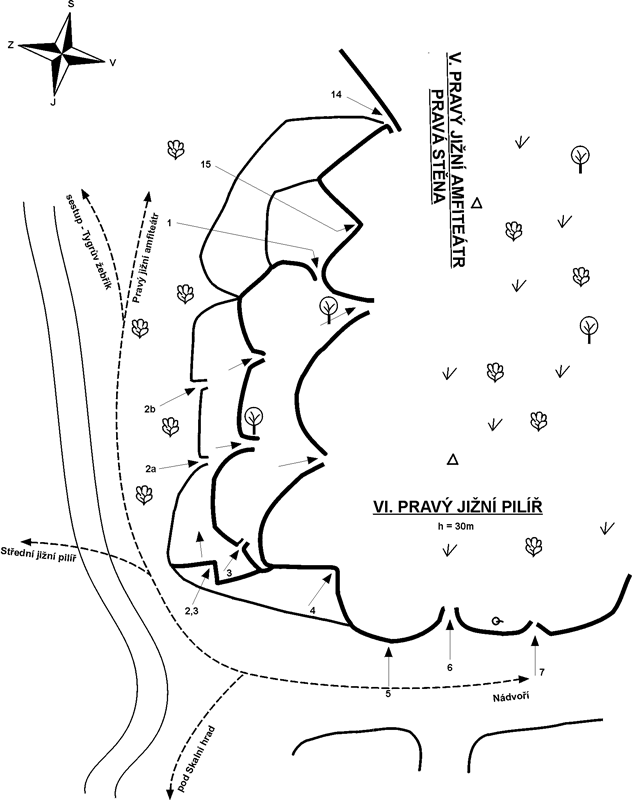 S
Z
V
J
V. PRAVÝ JIŽNÍ AMFITEÁTR
PRAVÁ STĚNA
14
15
1
sestup - Tygrův žebřík
Pravý jižní amfiteátr
2b
2a
VI. PRAVÝ JIŽNÍ PILÍŘ
h = 30m
Střední jižní pilíř
3
2,3
4
5
6
7
Nádvoří
pod Skalní hrad